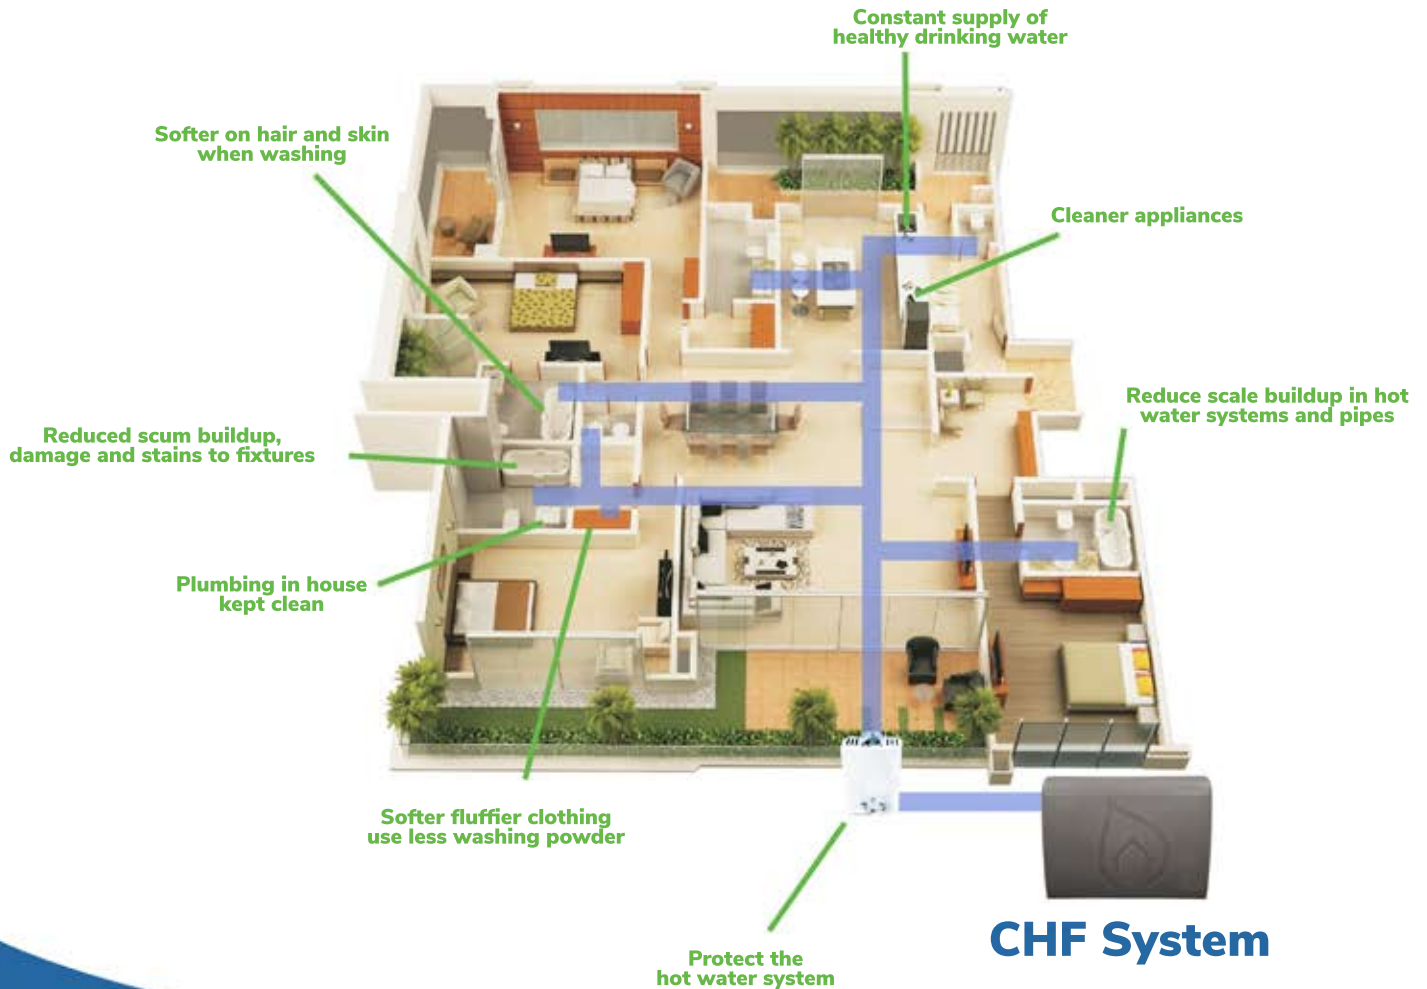 Constant supply of
healthy drinking water
Softer on hair and skin
when washing
Cleaner appliances
Reduce scale buildup in hot
water systems and pipes
Reduced scum buildup,
damage and stains to fixtures
Plumbing in house
kept clean
Softer fluffier clothing
use less washing powder
CHF System
Protect the
hot water system